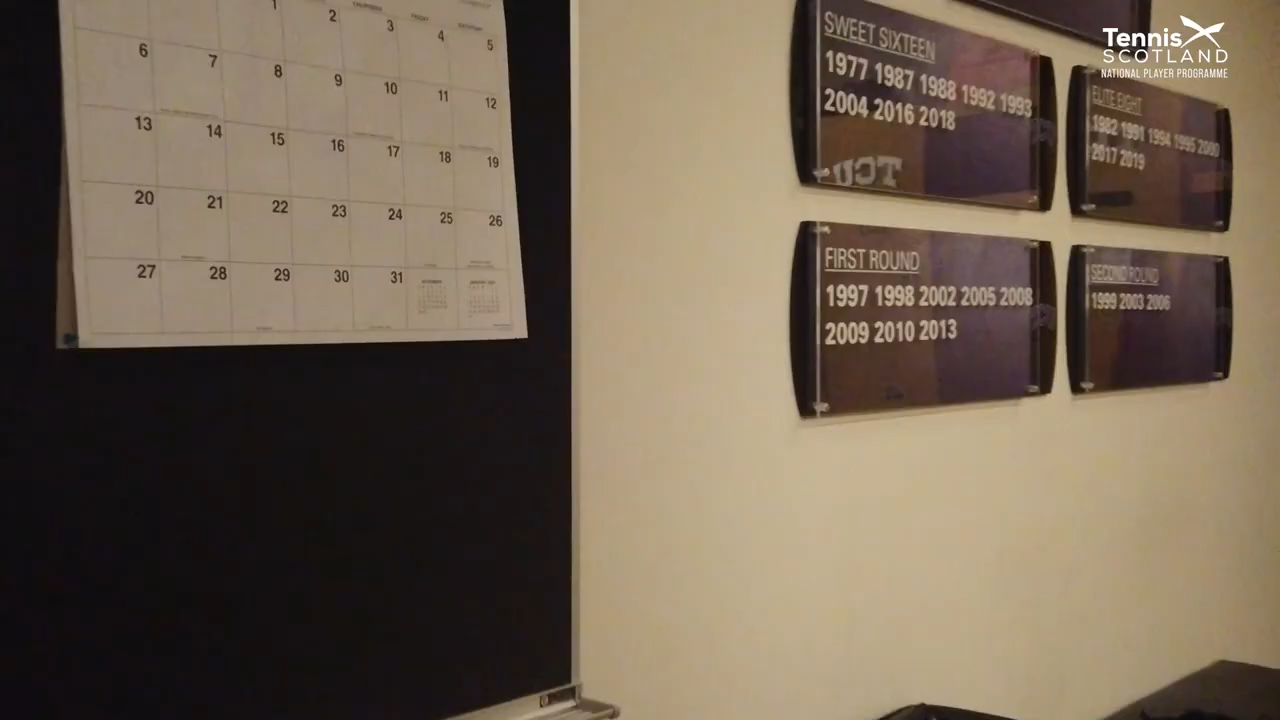 THURSDAY
FRIDAY
SATURDAY
1 2 3 4 5
6 7 8 9 10 11 12
13 14 15 16 17 18 19
20 21 22 23 24 25 26
27 28 29 30 31
SWEET SIXTEEN
1977 1987 1988 1992 1993
2004 2016 2018
ELITE EIGHT
1982 1991 1994 1995 2000
2017 2019
FIRST ROUND
1997 1998 2002 2005 2008
2009 2010 2013
SECOND ROUND
1999 2003 2006
Tennis
SCOTLAND
NATIONAL PLAYER PROGRAMME